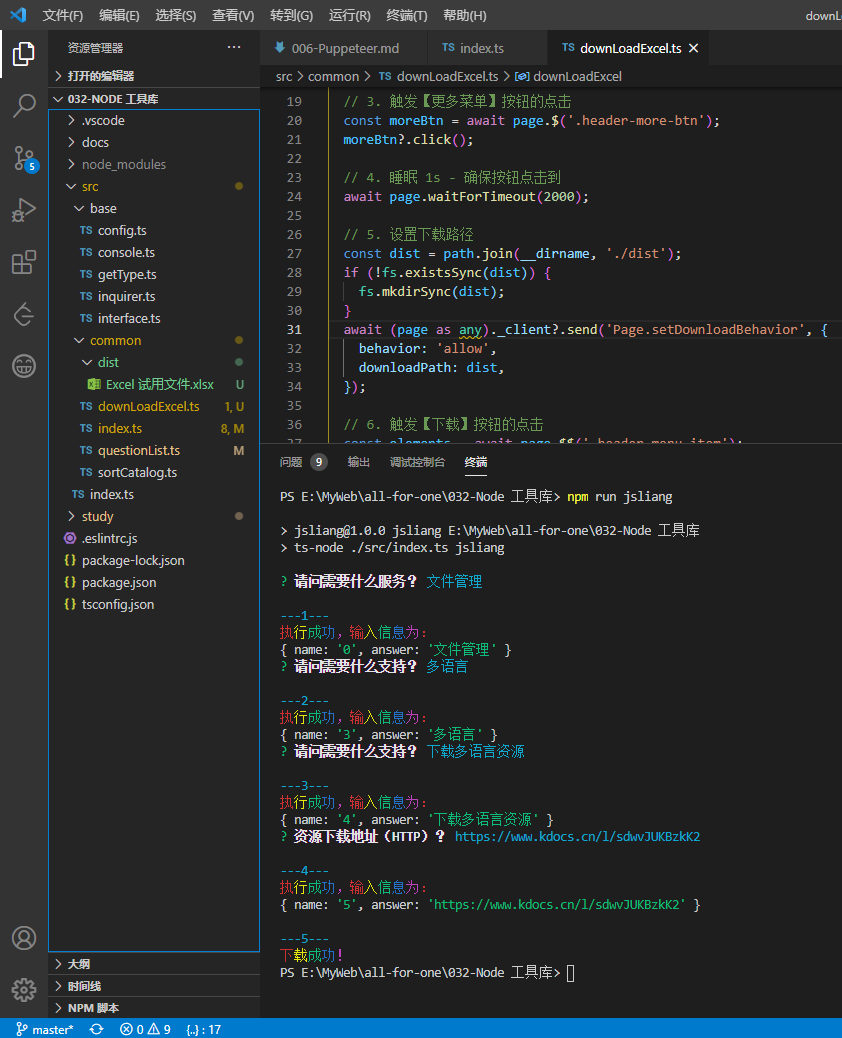 文件(F) 编辑(E) 选择(S) 查看(V) 转到(G) 运行(R) 终端(T) 帮助(H) downL
资源管理器 ···
打开的编辑器
032-NODE 工具库
.vscode
docs
node_modules
src
base
TS config.ts
TS console.ts
TS getType.ts
TS inquirer.ts
TS interface.ts
common
dist
Excel 试用文件.xlsx U
TS downLoadExcel.ts 1, U
TS index.ts 8, M
TS questionList.ts M
TS sortCatalog.ts
TS index.ts
study
.eslintrc.js
{} package-lock.json
{} package.json
{} tsconfig.json
大纲
时间线
NPM 脚本
5
006-Puppeteer.md TS index.ts TS downLoadExcel.ts
src > common > TS downLoadExcel.ts > downLoadExcel
19 // 3. 触发【更多菜单】按钮的点击
20 const moreBtn = await page.$('.header-more-btn');
21 moreBtn?.click();
22
23 // 4. 睡眠 1s - 确保按钮点击到
24 await page.waitForTimeout(2000);
25
26 // 5. 设置下载路径
27 const dist = path.join(__dirname, './dist');
28 if (!fs.existsSync(dist)) {
29 fs.mkdirSync(dist);
30 }
31 await (page as any)._client?.send('Page.setDownloadBehavior', {
32 behavior: 'allow',
33 downloadPath: dist,
34 });
35
36 // 6. 触发【下载】按钮的点击
37 const elements = await page.$$('.header-menu-item');
问题 9 输出 调试控制台 终端
PS E:\MyWeb\all-for-one\032-Node 工具库> npm run jsliang
> jsliang@1.0.0 jsliang E:\MyWeb\all-for-one\032-Node 工具库
> ts-node ./src/index.ts jsliang
? 请问需要什么服务? 文件管理
---1---
执行成功，输入信息为：
{ name: '0', answer: '文件管理' }
? 请问需要什么支持? 多语言
---2---
执行成功，输入信息为：
{ name: '3', answer: '多语言' }
? 请问需要什么支持? 下载多语言资源
---3---
执行成功，输入信息为：
{ name: '4', answer: '下载多语言资源' }
? 资源下载地址（HTTP）? https://www.kdocs.cn/l/sdwvJUKBzkK2
---4---
执行成功，输入信息为：
{ name: '5', answer: 'https://www.kdocs.cn/l/sdwvJUKBzkK2' }
---5---
下载成功！
PS E:\MyWeb\all-for-one\032-Node 工具库>
master* 0 9 {..} : 17